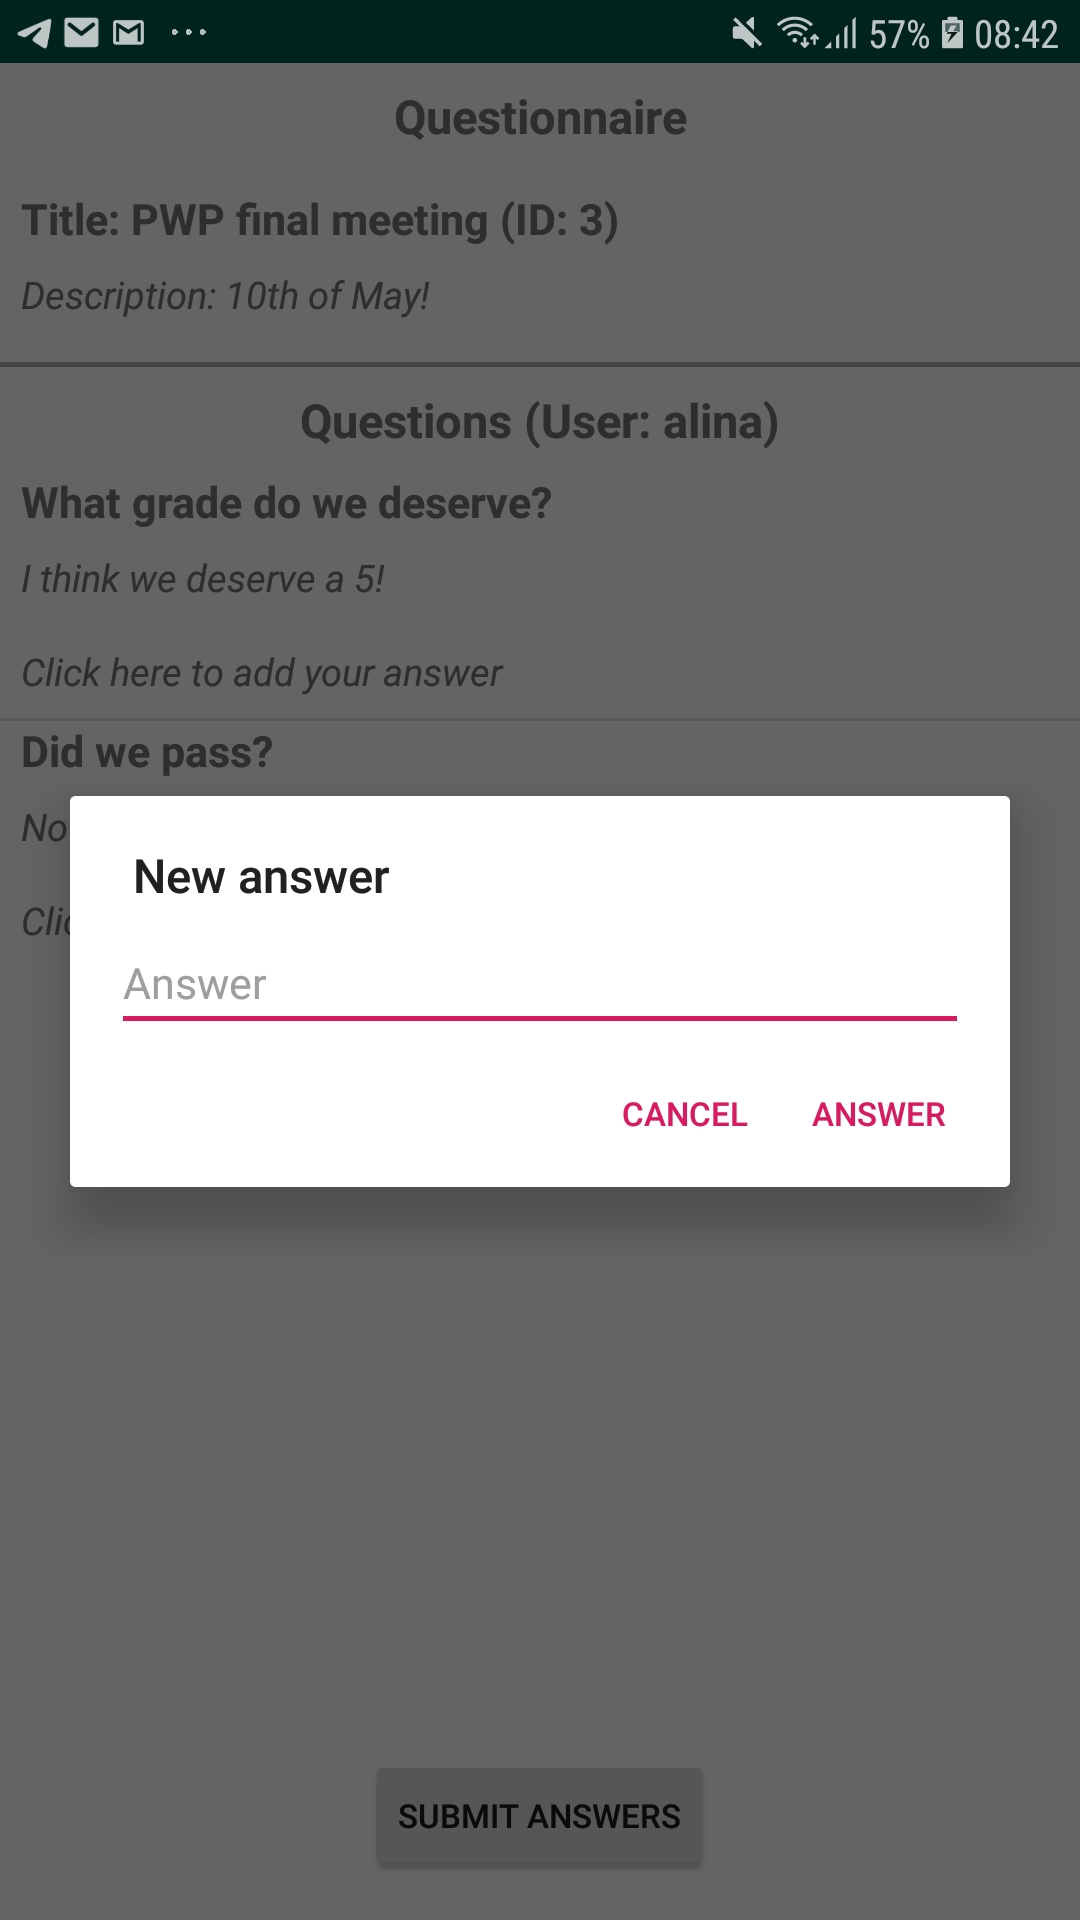 57% 08:42
Questionnaire
Title: PWP final meeting (ID: 3)
Description: 10th of May!
Questions (User: alina)
What grade do we deserve?
I think we deserve a 5!
Click here to add your answer
Did we pass?
No
Clic
New answer
Answer
CANCEL ANSWER
SUBMIT ANSWERS